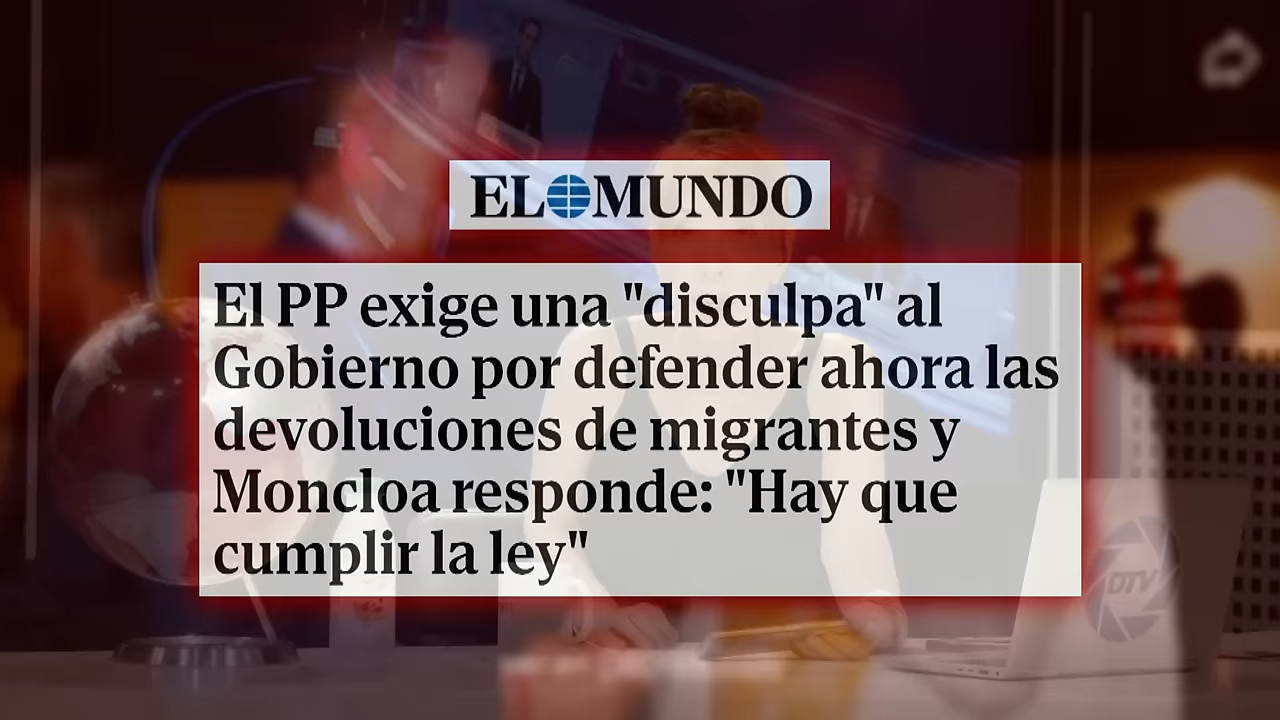 EL MUNDO
El PP exige una "disculpa" al
Gobierno por defender ahora las
devoluciones de migrantes y
Moncloa responde: "Hay que
cumplir la ley"
DTV